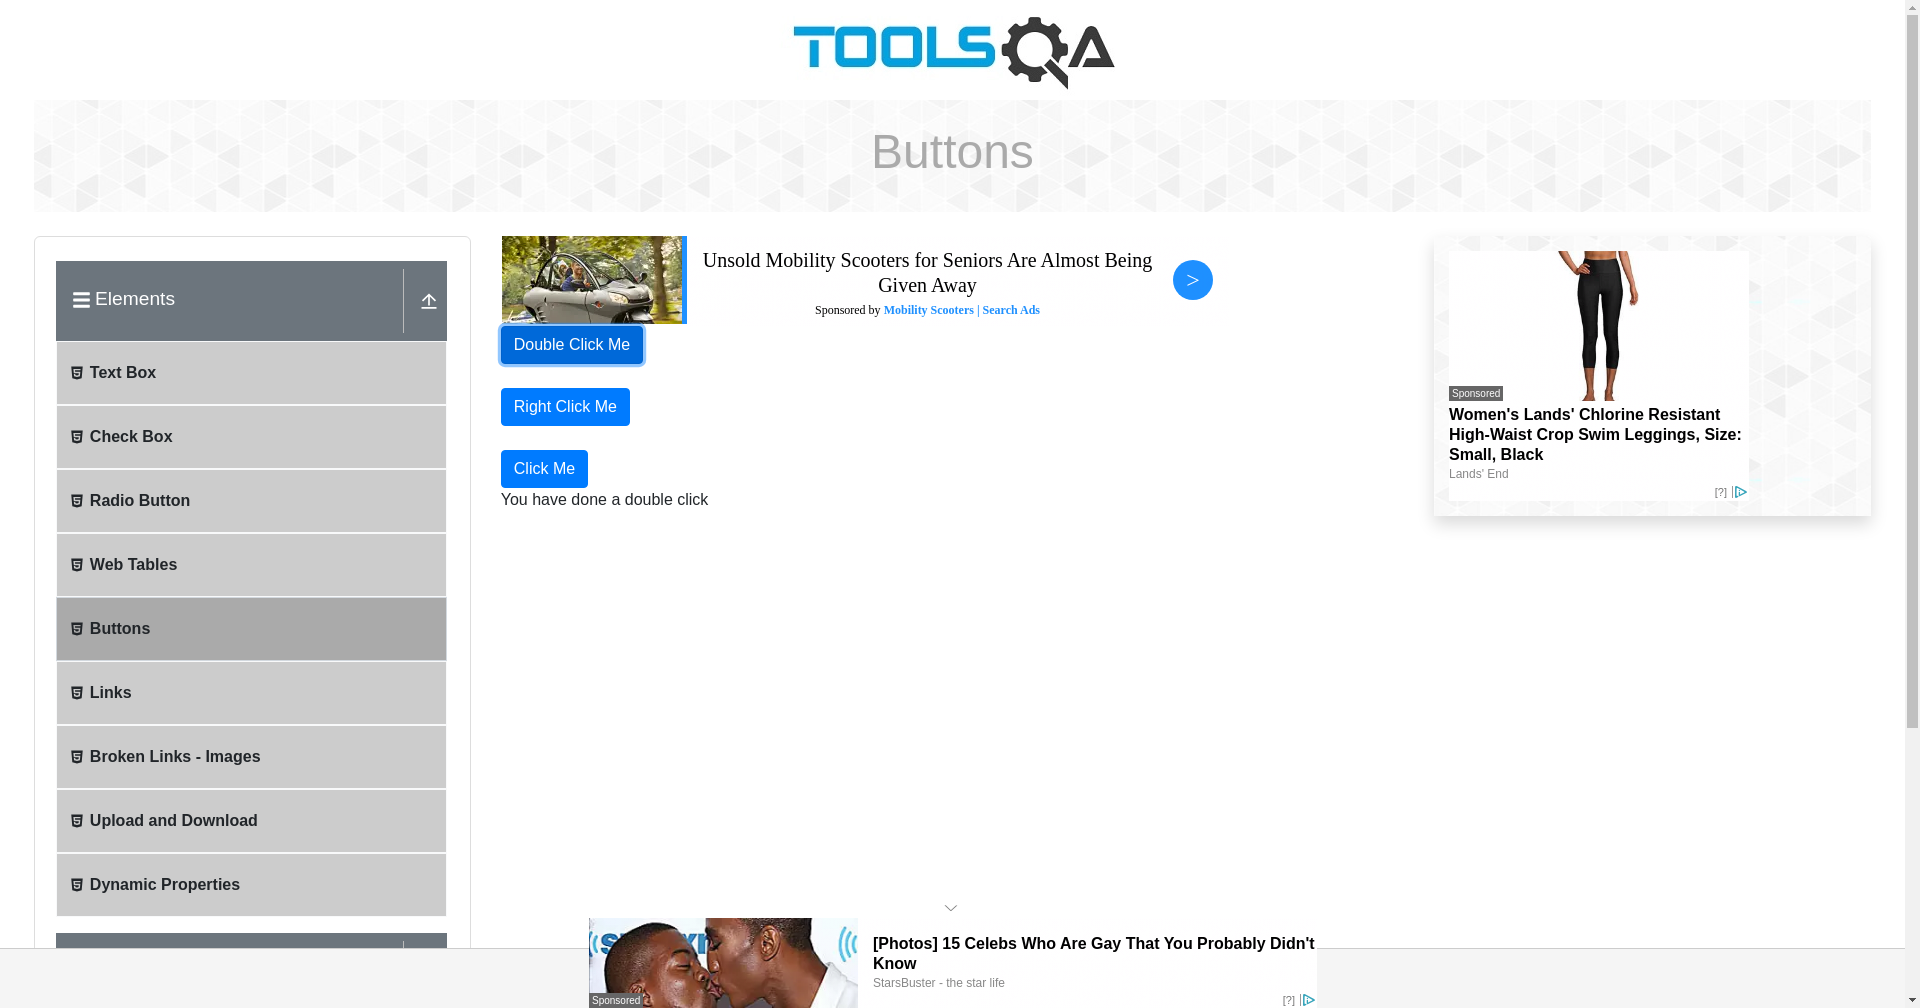 TOOLSQA
Buttons
Elements
Text Box
Check Box
Radio Button
Web Tables
Buttons
Links
Broken Links - Images
Upload and Download
Dynamic Properties
Unsold Mobility Scooters for Seniors Are Almost Being
Given Away
Sponsored by Mobility Scooters | Search Ads
>
Double Click Me
Right Click Me
Click Me
You have done a double click
Sponsored
Women's Lands' Chlorine Resistant
High-Waist Crop Swim Leggings, Size:
Small, Black
Lands' End
[?]
Sponsored
[Photos] 15 Celebs Who Are Gay That You Probably Didn't
Know
StarsBuster - the star life
[?]